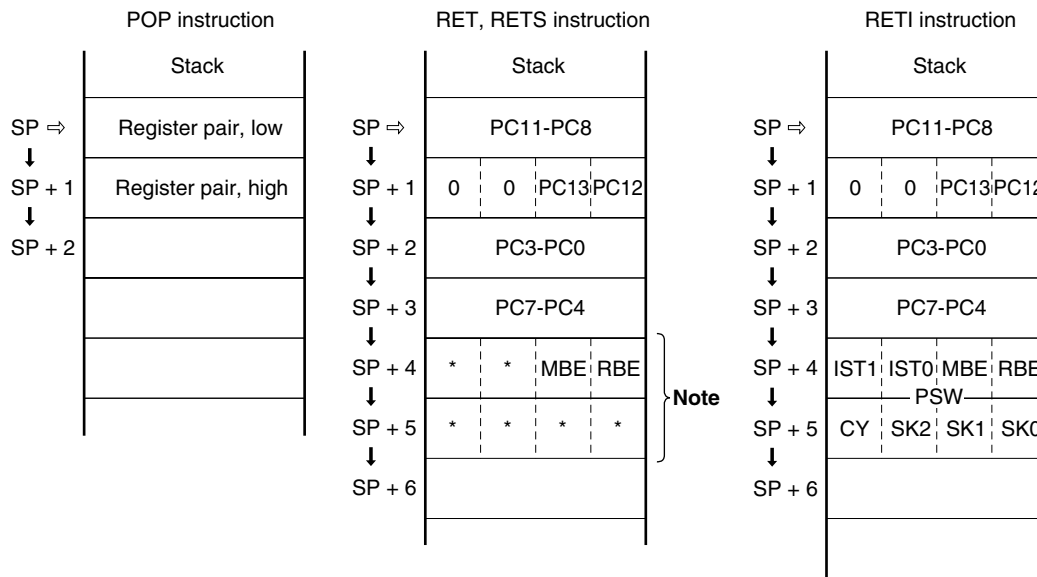 POP instruction
Stack
SP ⇨ Register pair, low
SP + 1 Register pair, high
SP + 2
RET, RETS instruction
Stack
SP ⇨ PC11-PC8
SP + 1 0 0 PC13 PC12
SP + 2 PC3-PC0
SP + 3 PC7-PC4
SP + 4 * * MBE RBE
Note
SP + 5 * * * *
SP + 6
RETI instruction
Stack
SP ⇨ PC11-PC8
SP + 1 0 0 PC13 PC12
SP + 2 PC3-PC0
SP + 3 PC7-PC4
SP + 4 IST1 IST0 MBE RBE
PSW
SP + 5 CY SK2 SK1 SK0
SP + 6